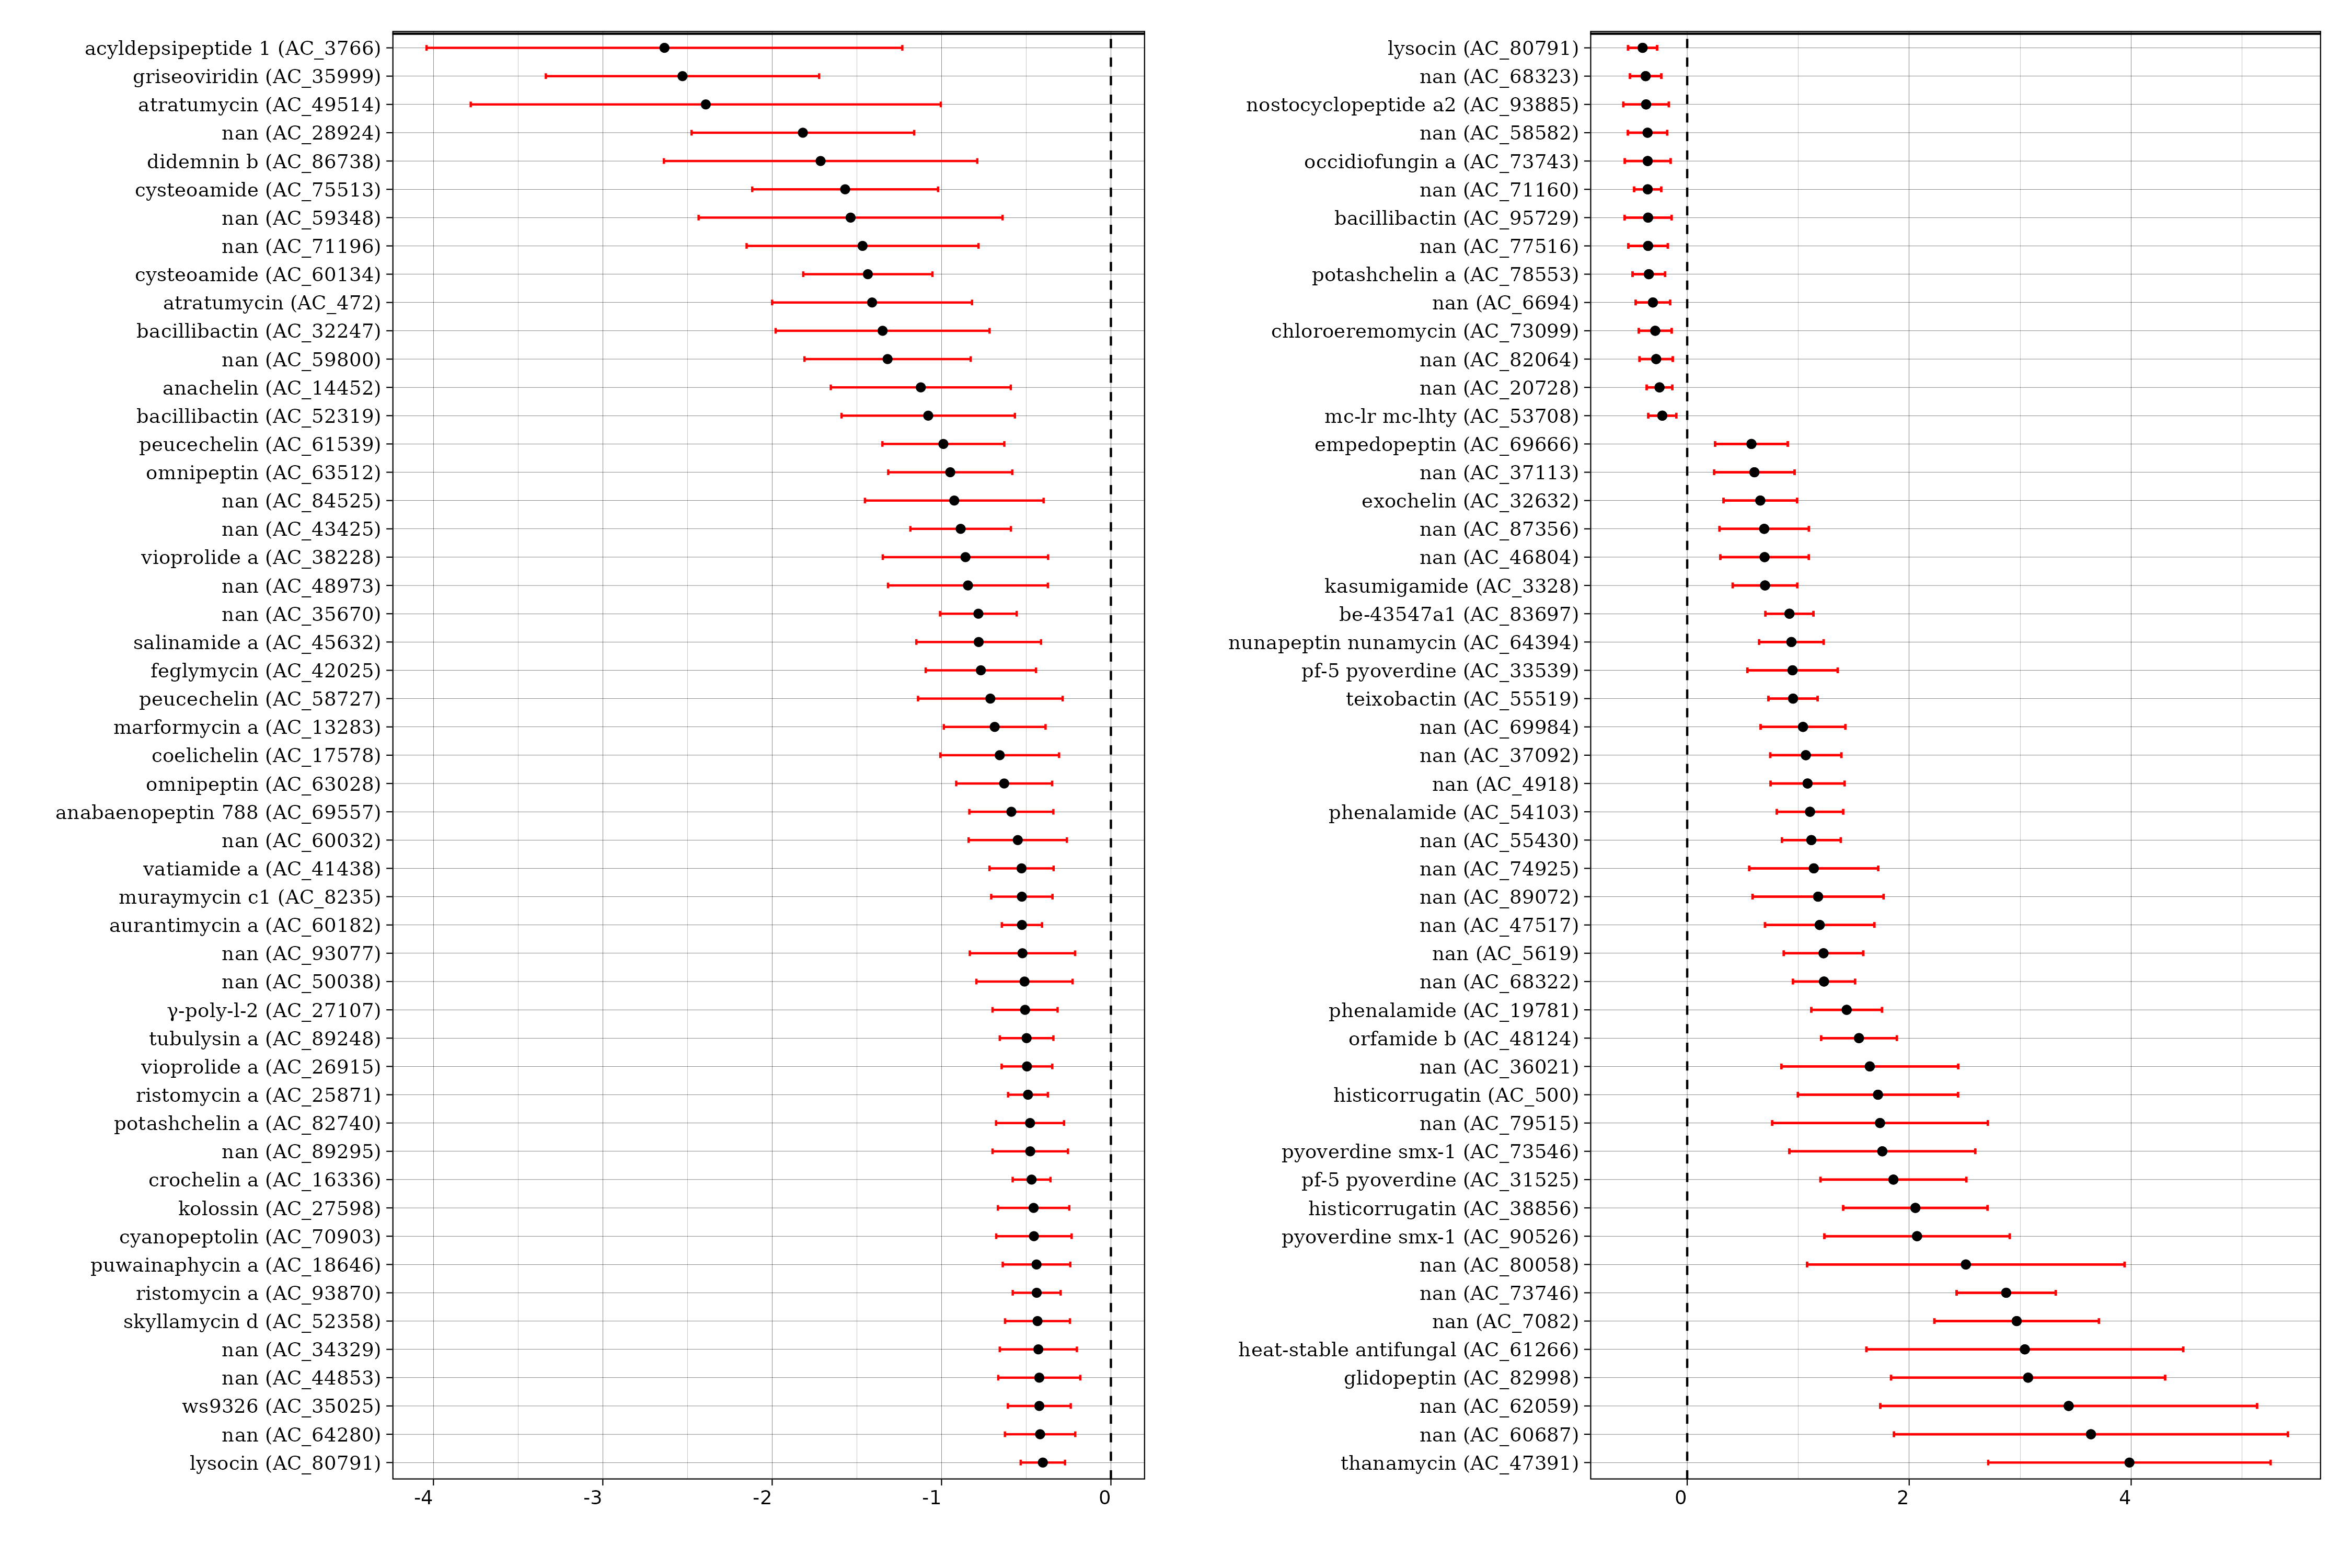 acyldepsipeptide 1 (AC_3766)
griseoviridin (AC_35999)
atratumycin (AC_49514)
nan (AC_28924)
didemnin b (AC_86738)
cysteoamide (AC_75513)
nan (AC_59348)
nan (AC_71196)
cysteoamide (AC_60134)
atratumycin (AC_472)
bacillibactin (AC_32247)
nan (AC_59800)
anachelin (AC_14452)
bacillibactin (AC_52319)
peucechelin (AC_61539)
omnipeptin (AC_63512)
nan (AC_84525)
nan (AC_43425)
vioprolide a (AC_38228)
nan (AC_48973)
nan (AC_35670)
salinamide a (AC_45632)
feglymycin (AC_42025)
peucechelin (AC_58727)
marformycin a (AC_13283)
coelichelin (AC_17578)
omnipeptin (AC_63028)
anabaenopeptin 788 (AC_69557)
nan (AC_60032)
vatiamide a (AC_41438)
muraymycin c1 (AC_8235)
aurantimycin a (AC_60182)
nan (AC_93077)
nan (AC_50038)
γ-poly-l-2 (AC_27107)
tubulysin a (AC_89248)
vioprolide a (AC_26915)
ristomycin a (AC_25871)
potashchelin a (AC_82740)
nan (AC_89295)
crochelin a (AC_16336)
kolossin (AC_27598)
cyanopeptolin (AC_70903)
puwainaphycin a (AC_18646)
ristomycin a (AC_93870)
skyllamycin d (AC_52358)
nan (AC_34329)
nan (AC_44853)
ws9326 (AC_35025)
nan (AC_64280)
lysocin (AC_80791)
-4 -3 -2 -1 0
lysocin (AC_80791)
nan (AC_68323)
nostocyclopeptide a2 (AC_93885)
nan (AC_58582)
occidiofungin a (AC_73743)
nan (AC_71160)
bacillibactin (AC_95729)
nan (AC_77516)
potashchelin a (AC_78553)
nan (AC_6694)
chloroeremomycin (AC_73099)
nan (AC_82064)
nan (AC_20728)
mc-lr mc-lhty (AC_53708)
empedopeptin (AC_69666)
nan (AC_37113)
exochelin (AC_32632)
nan (AC_87356)
nan (AC_46804)
kasumigamide (AC_3328)
be-43547a1 (AC_83697)
nunapeptin nunamycin (AC_64394)
pf-5 pyoverdine (AC_33539)
teixobactin (AC_55519)
nan (AC_69984)
nan (AC_37092)
nan (AC_4918)
phenalamide (AC_54103)
nan (AC_55430)
nan (AC_74925)
nan (AC_89072)
nan (AC_47517)
nan (AC_5619)
nan (AC_68322)
phenalamide (AC_19781)
orfamide b (AC_48124)
nan (AC_36021)
histicorrugatin (AC_500)
nan (AC_79515)
pyoverdine smx-1 (AC_73546)
pf-5 pyoverdine (AC_31525)
histicorrugatin (AC_38856)
pyoverdine smx-1 (AC_90526)
nan (AC_80058)
nan (AC_73746)
nan (AC_7082)
heat-stable antifungal (AC_61266)
glidopeptin (AC_82998)
nan (AC_62059)
nan (AC_60687)
thanamycin (AC_47391)
0 2 4